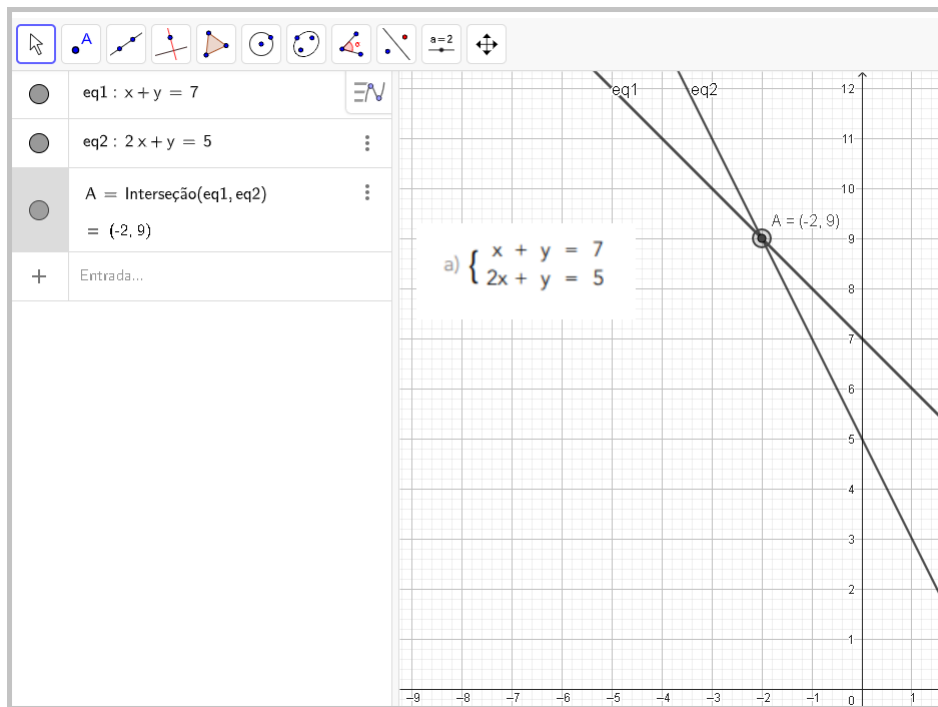 A
a=2
eq1 : x + y = 7
eq2 : 2 x + y = 5
A = Interseção(eq1, eq2)
= (-2, 9)
+ Entrada...
a) { x + y = 7
2x + y = 5
eq1
eq2
A = (-2, 9)
12
11
10
9
8
7
6
5
4
3
2
1
–9 –8 –7 –6 –5 –4 –3 –2 –1 0 1